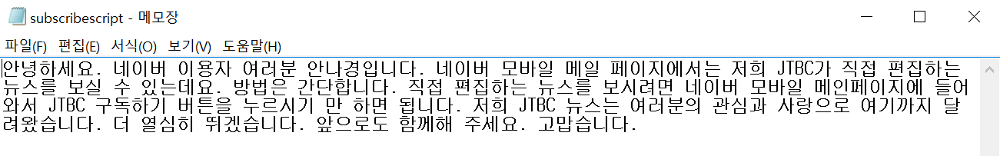 subscribescript - 메모장
파일(F) 편집(E) 서식(O) 보기(V) 도움말(H)
안녕하세요. 네이버 이용자 여러분 안나경입니다. 네이버 모바일 메일 페이지에서는 저희 JTBC가 직접 편집하는
뉴스를 보실 수 있는데요. 방법은 간단합니다. 직접 편집하는 뉴스를 보시려면 네이버 모바일 메인페이지에 들어
와서 JTBC 구독하기 버튼을 누르시기 만 하면 됩니다. 저희 JTBC 뉴스는 여러분의 관심과 사랑으로 여기까지 달
려왔습니다. 더 열심히 뛰겠습니다. 앞으로도 함께해 주세요. 고맙습니다.